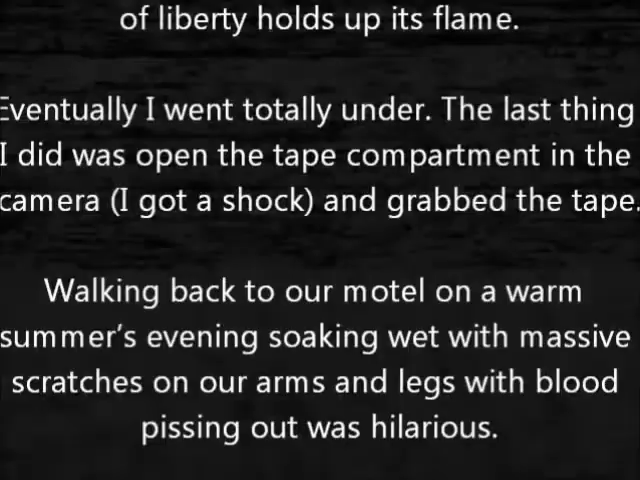 of liberty holds up its flame.
Eventually I went totally under. The last thing
I did was open the tape compartment in the
camera (I got a shock) and grabbed the tape.
Walking back to our motel on a warm
summer's evening soaking wet with massive
scratches on our arms and legs with blood
pissing out was hilarious.